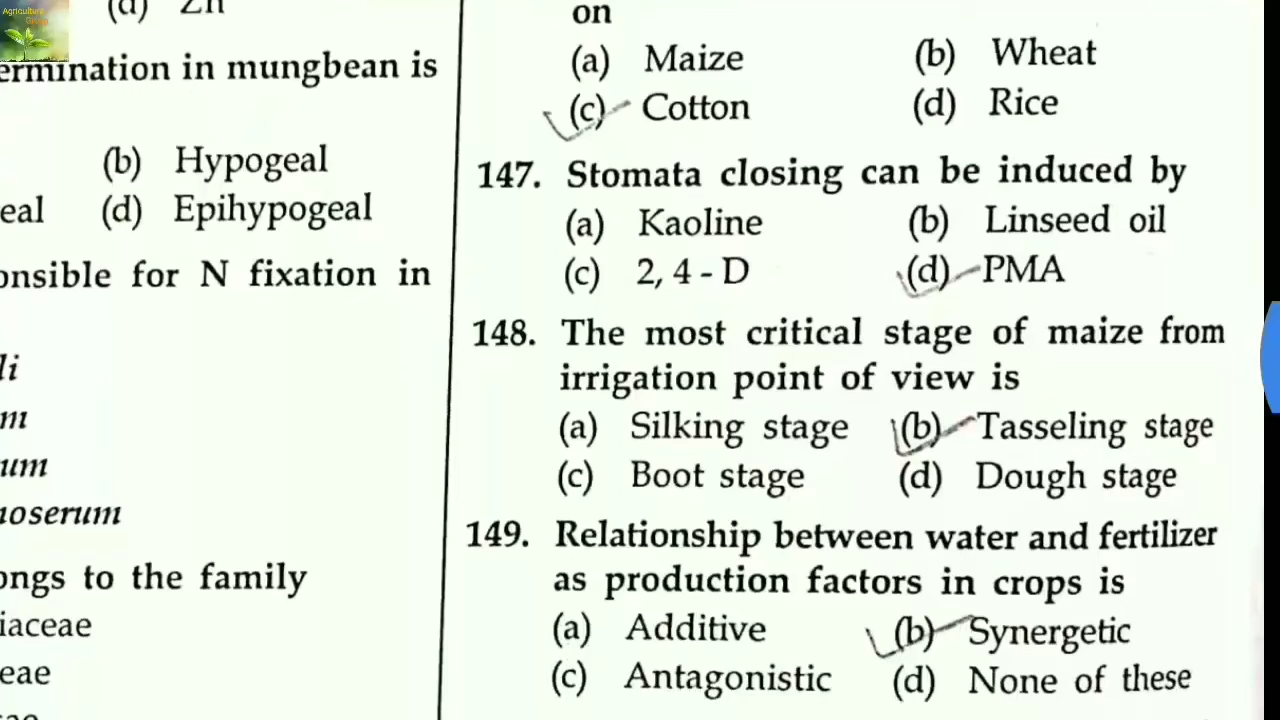 Agriculture
Group
(d) Zn
ermination in mungbean is
(b) Hypogeal
eal (d) Epihypogeal
onsible for N fixation in
li
m
um
noserum
ongs to the family
iaceae
eae
on
(a) Maize (b) Wheat
(c) Cotton (d) Rice
147. Stomata closing can be induced by
(a) Kaoline (b) Linseed oil
(c) 2, 4 - D (d) PMA
148. The most critical stage of maize from
irrigation point of view is
(a) Silking stage (b) Tasseling stage
(c) Boot stage (d) Dough stage
149. Relationship between water and fertilizer
as production factors in crops is
(a) Additive (b) Synergetic
(c) Antagonistic (d) None of these